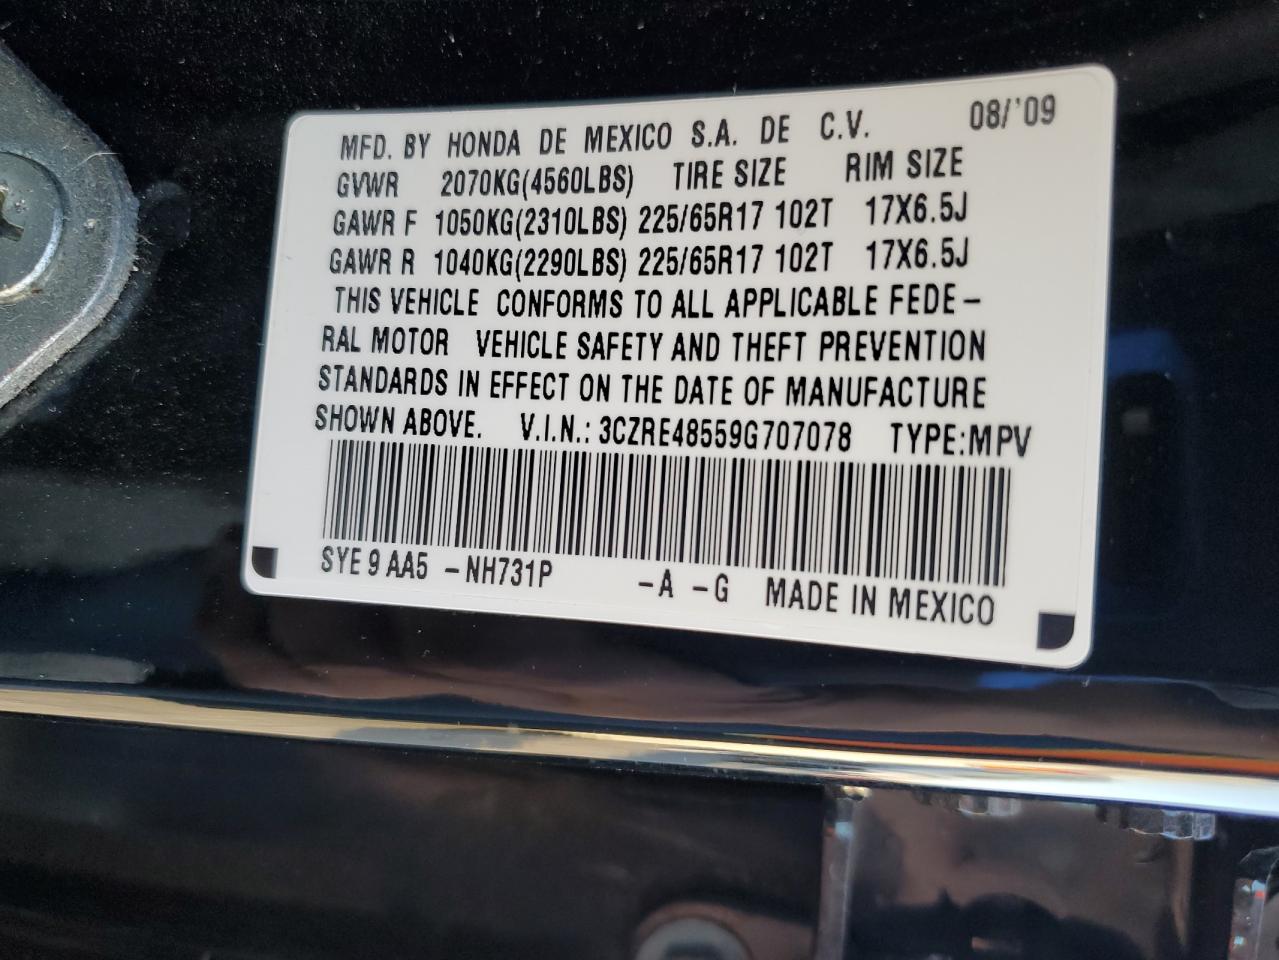 MFD. BY HONDA DE MEXICO S.A. DE C.V. 08/'09
GVWR 2070KG(4560LBS) TIRE SIZE RIM SIZE
GAWR F 1050KG(2310LBS) 225/65R17 102T 17X6.5J
GAWR R 1040KG(2290LBS) 225/65R17 102T 17X6.5J
THIS VEHICLE CONFORMS TO ALL APPLICABLE FEDE-
RAL MOTOR VEHICLE SAFETY AND THEFT PREVENTION
STANDARDS IN EFFECT ON THE DATE OF MANUFACTURE
SHOWN ABOVE. V.I.N.: 3CZRE48559G707078 TYPE:MPV
SYE 9 AA5 -NH731P -A -G MADE IN MEXICO